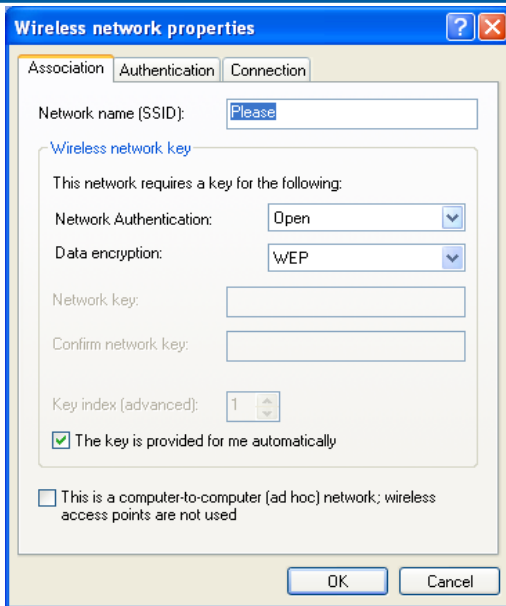 Wireless network properties
Association Authentication Connection
Network name (SSID): Please
Wireless network key
This network requires a key for the following:
Network Authentication: Open
Data encryption: WEP
Network key:
Confirm network key:
Key index (advanced): 1
The key is provided for me automatically
This is a computer-to-computer (ad hoc) network; wireless
access points are not used
OK Cancel